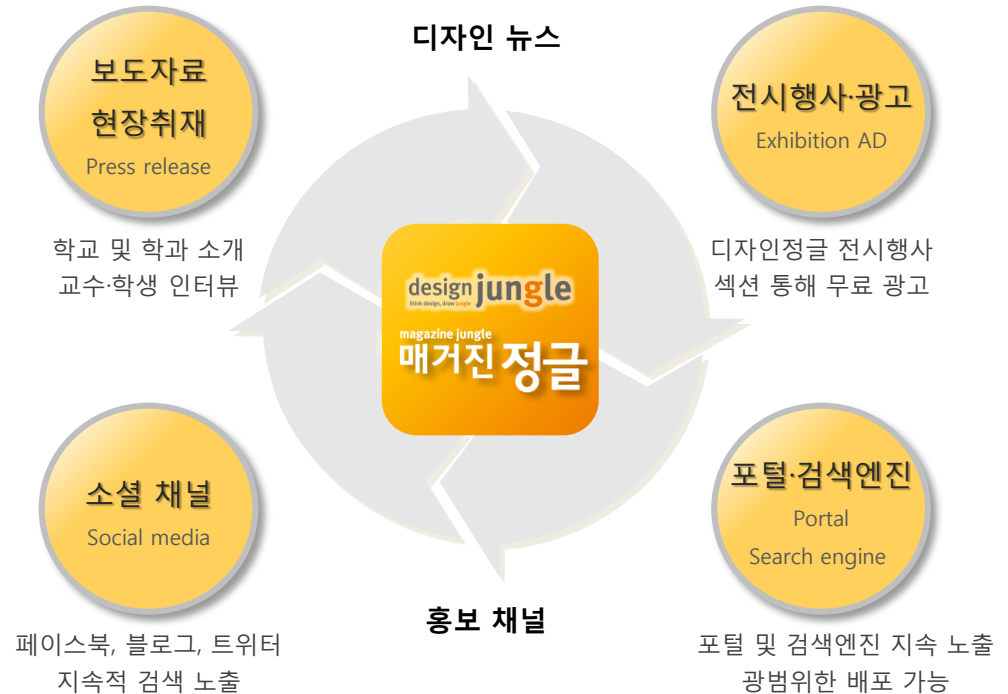 디자인 뉴스
보도자료
현장취재
Press release
학교 및 학과 소개
교수·학생 인터뷰
전시행사·광고
Exhibition AD
디자인정글 전시행사
섹션 통해 무료 광고
design jungle
think design, draw jungle
magazine jungle
매거진 정글
소셜 채널
Social media
페이스북, 블로그, 트위터
지속적 검색 노출
포털·검색엔진
Portal
Search engine
포털 및 검색엔진 지속 노출
광범위한 배포 가능
홍보 채널